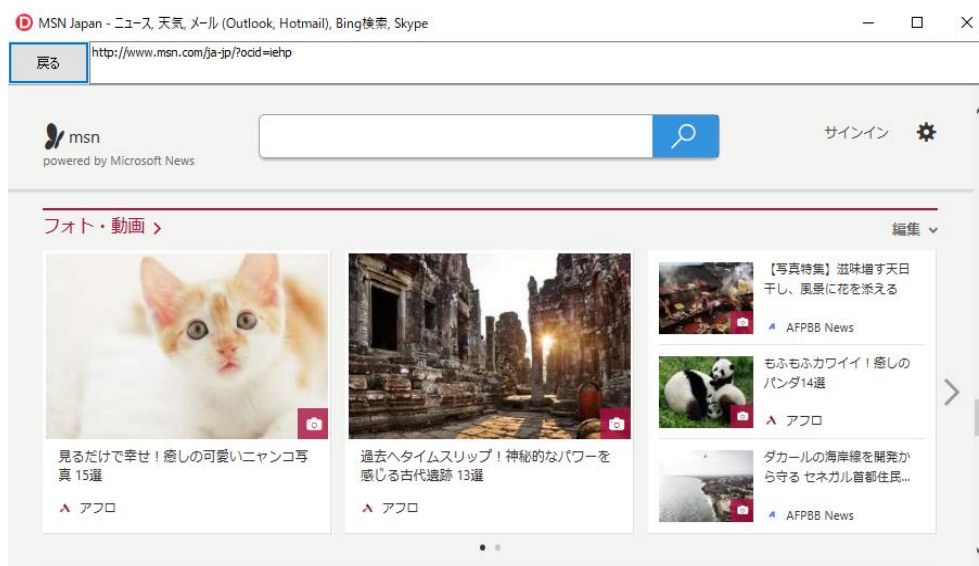 MSN Japan - ニュース, 天気, メール (Outlook, Hotmail), Bing検索, Skype
戻る
http://www.msn.com/ja-jp/?ocid=iehp
msn
powered by Microsoft News
サインイン
フォト・動画
編集
見るだけで幸せ！癒しの可愛いニャンコ写
真 15選
アフロ
過去へタイムスリップ！神秘的なパワーを
感じる古代遺跡 13選
アフロ
【写真特集】滋味増す天日
干し、風景に花を添える
AFPBB News
もふもふカワイイ！癒しの
パンダ14選
アフロ
ダカールの海岸線を開発か
ら守る セネガル首都住民...
AFPBB News